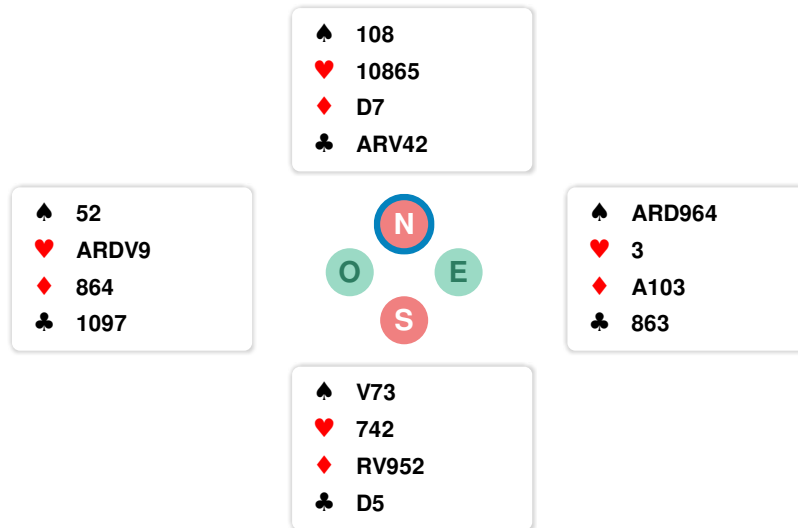 ♠ 108
♥ 10865
♦ D7
♣ ARV42
♠ 52
♥ ARDV9
♦ 864
♣ 1097
N
O E
S
♠ ARD964
♥ 3
♦ A103
♣ 863
♠ V73
♥ 742
♦ RV952
♣ D5